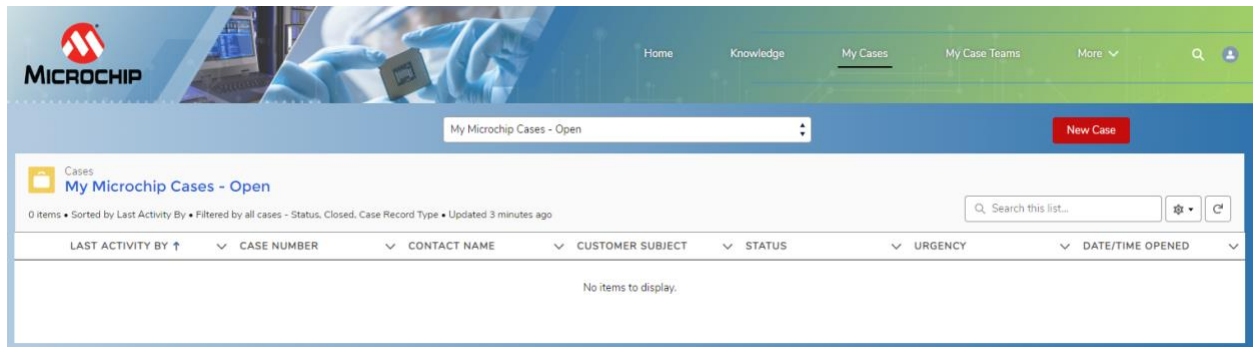 MICROCHIP
Home Knowledge My Cases My Case Teams More
My Microchip Cases - Open
New Case
Cases
My Microchip Cases - Open
0 items • Sorted by Last Activity By • Filtered by all cases - Status, Closed, Case Record Type • Updated 3 minutes ago
Search this list...
LAST ACTIVITY BY CASE NUMBER CONTACT NAME CUSTOMER SUBJECT STATUS URGENCY DATE/TIME OPENED
No items to display.